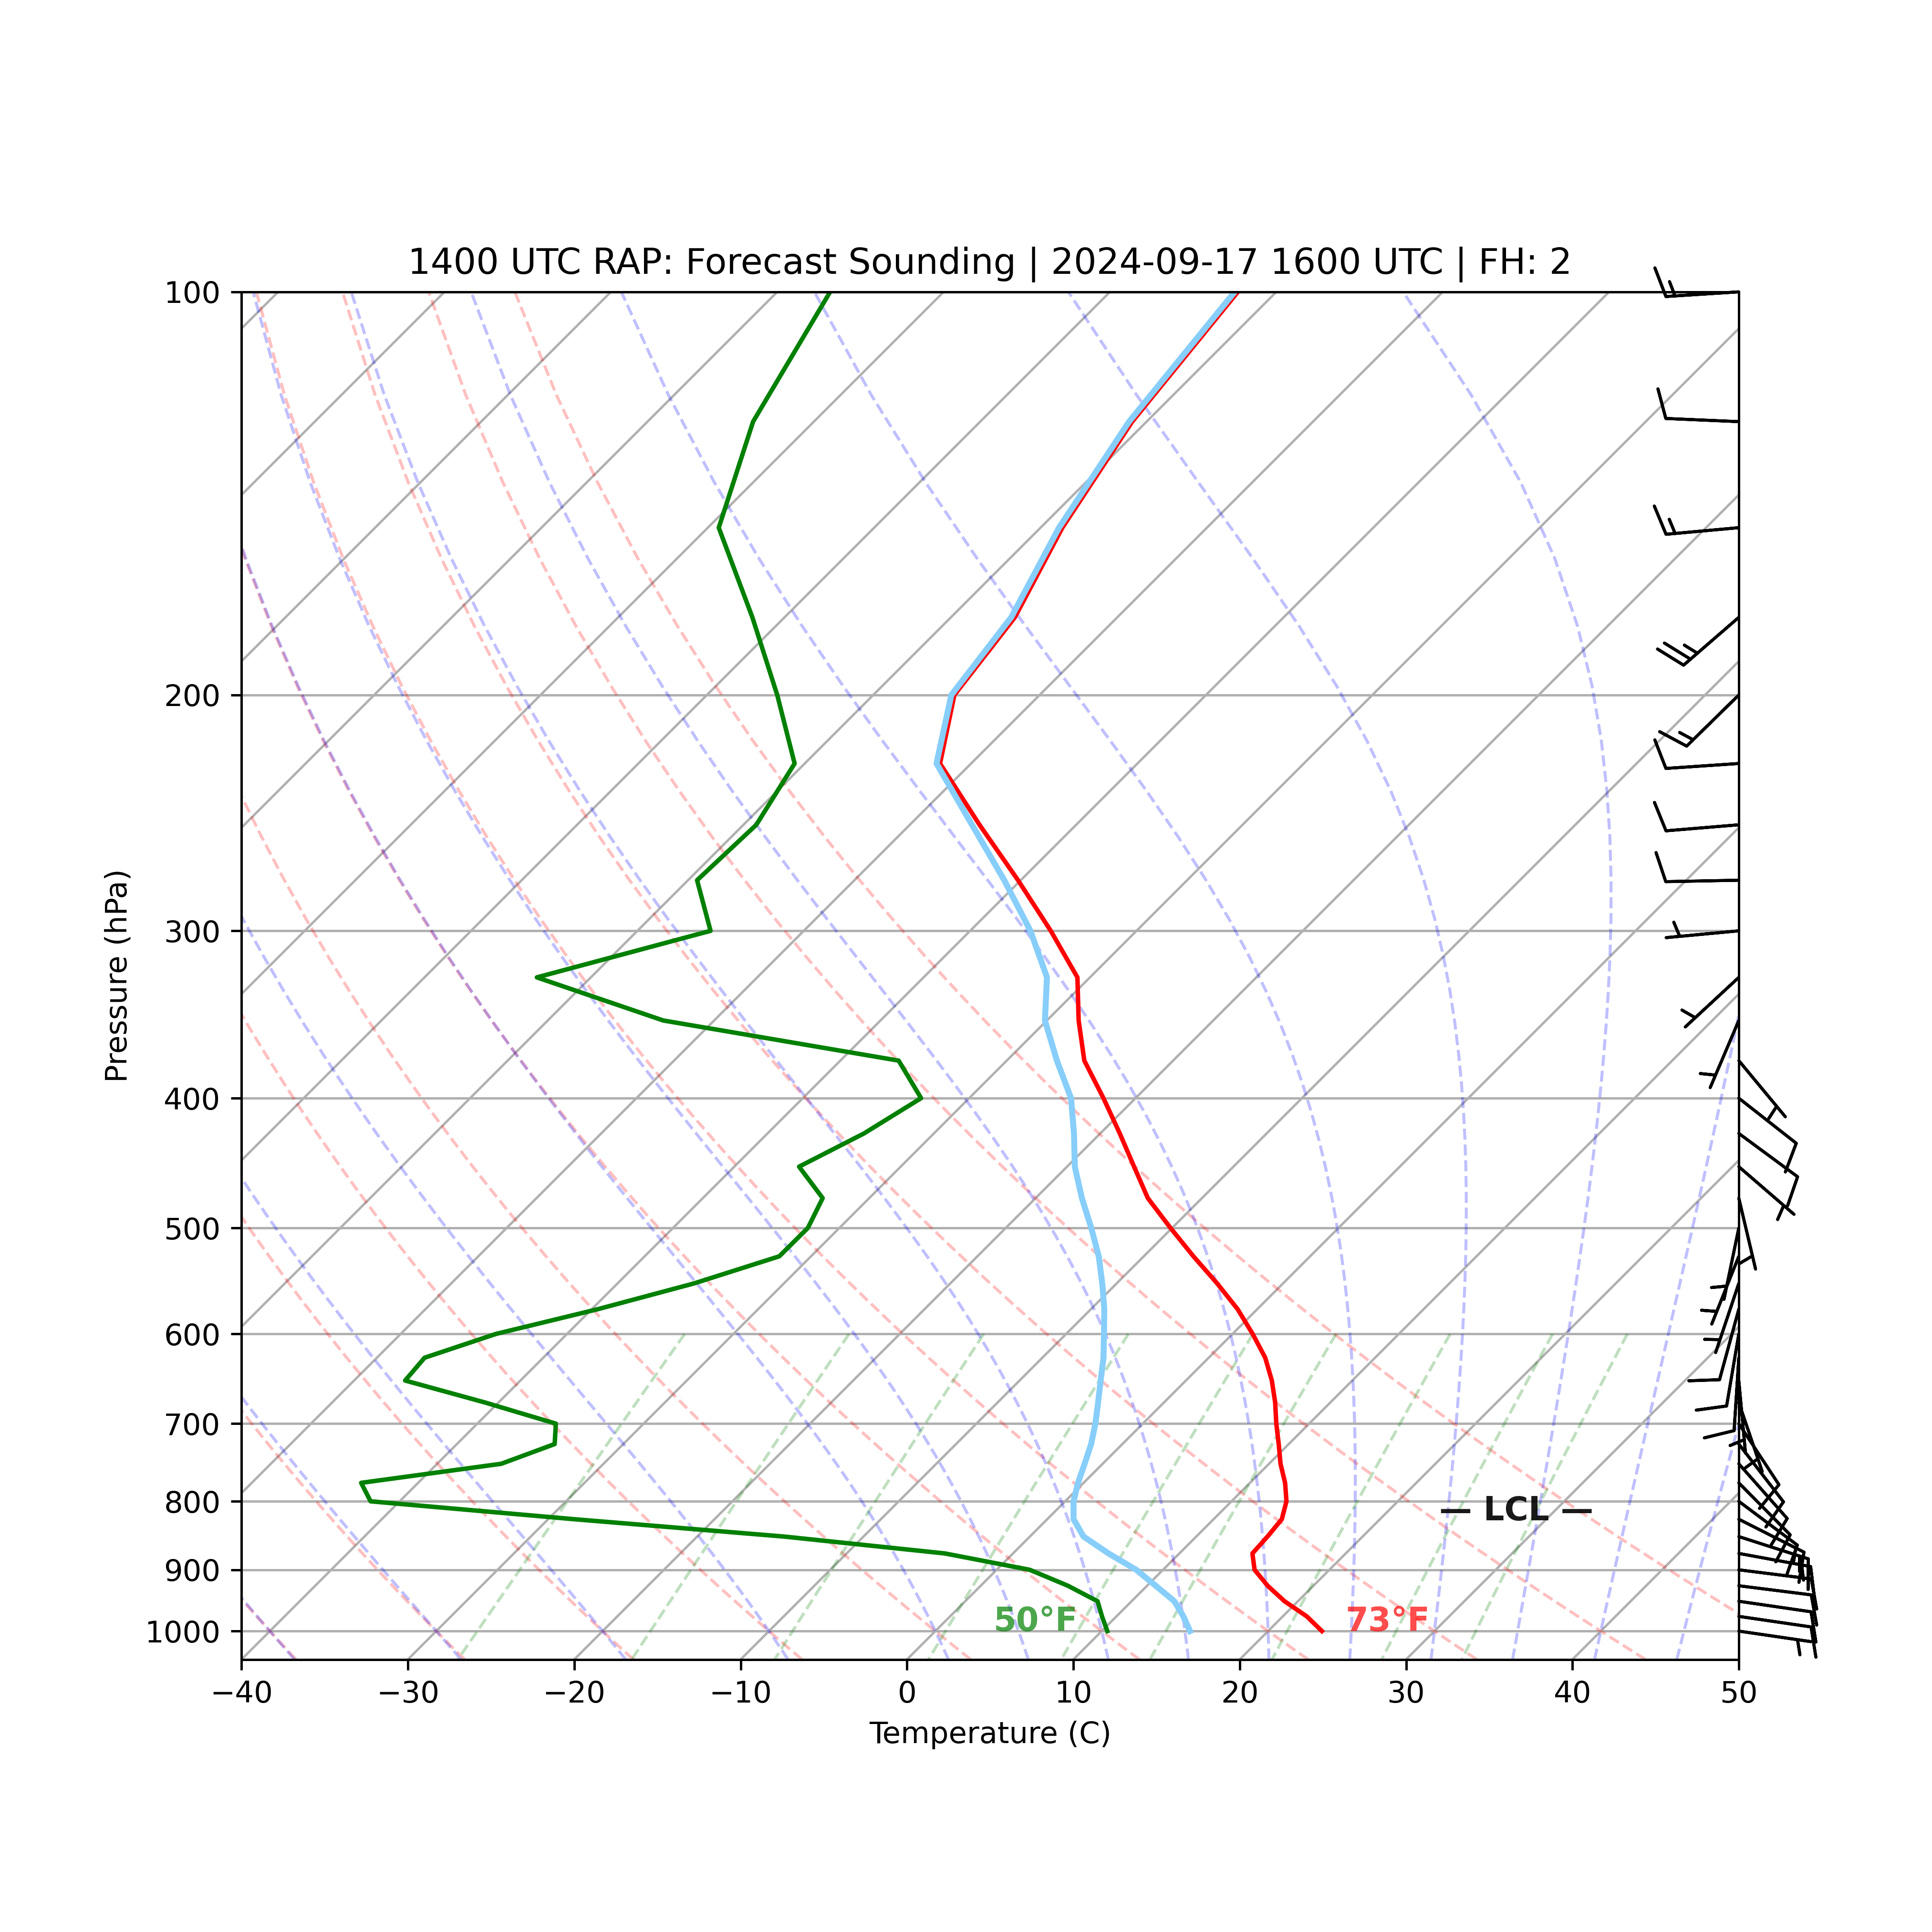 1400 UTC RAP: Forecast Sounding | 2024-09-17 1600 UTC | FH: 2
100
200
300
400
500
600
700
800
900
1000
Pressure (hPa)
— LCL —
50°F
73°F
−40 −30 −20 −10 0 10 20 30 40 50
Temperature (C)